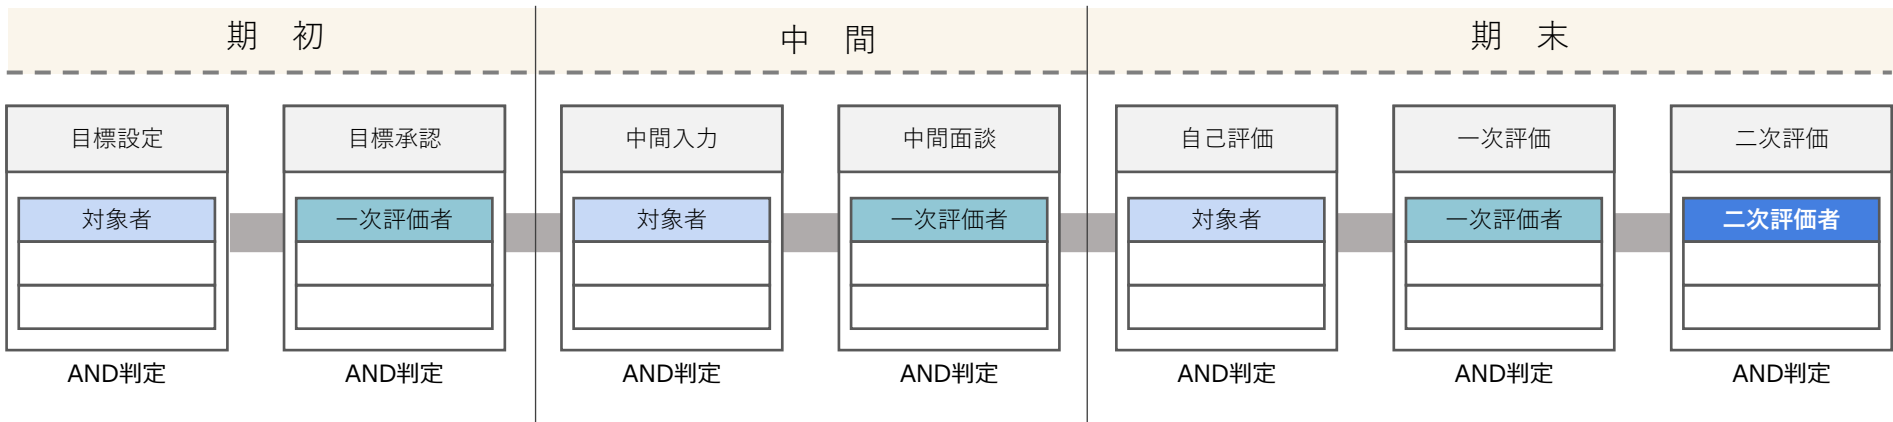 期　初
中　間
期　末
目標設定
目標承認
中間入力
中間面談
自己評価
一次評価
二次評価
対象者
一次評価者
対象者
一次評価者
対象者
一次評価者
二次評価者
AND判定
AND判定
AND判定
AND判定
AND判定
AND判定
AND判定